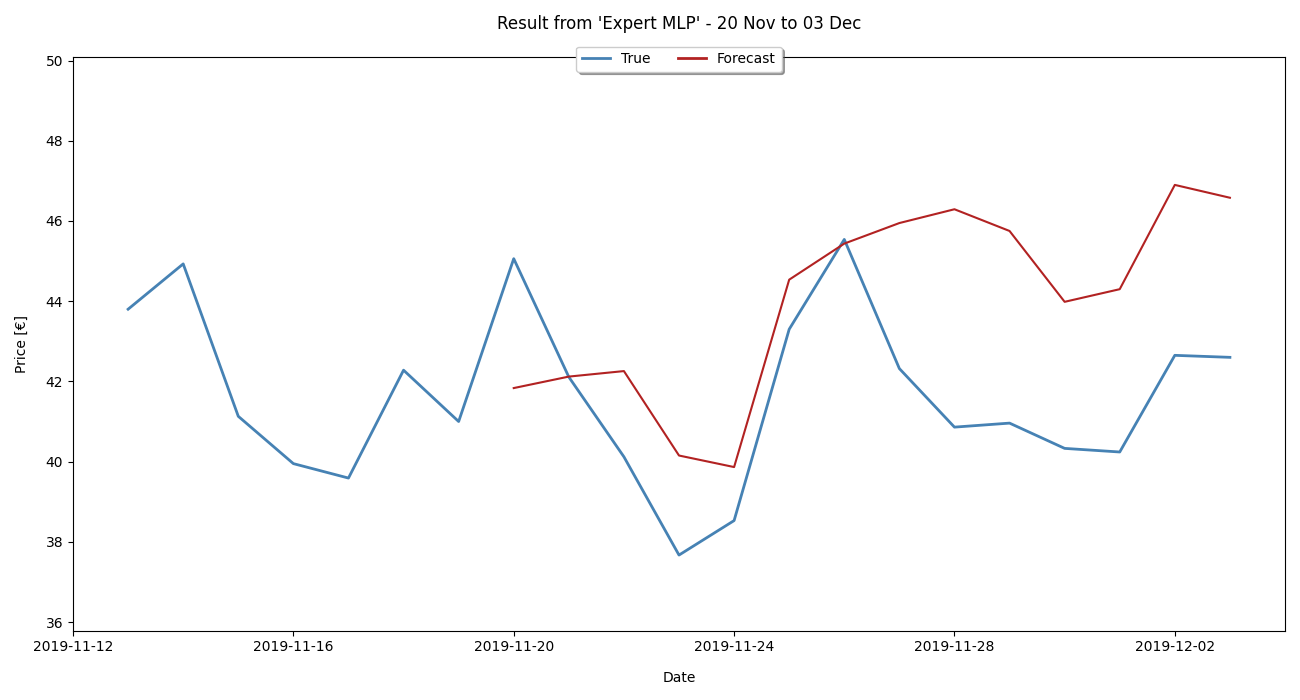 Result from 'Expert MLP' - 20 Nov to 03 Dec
True Forecast
50
48
46
44
42
40
38
36
Price [€]
2019-11-12 2019-11-16 2019-11-20 2019-11-24 2019-11-28 2019-12-02
Date